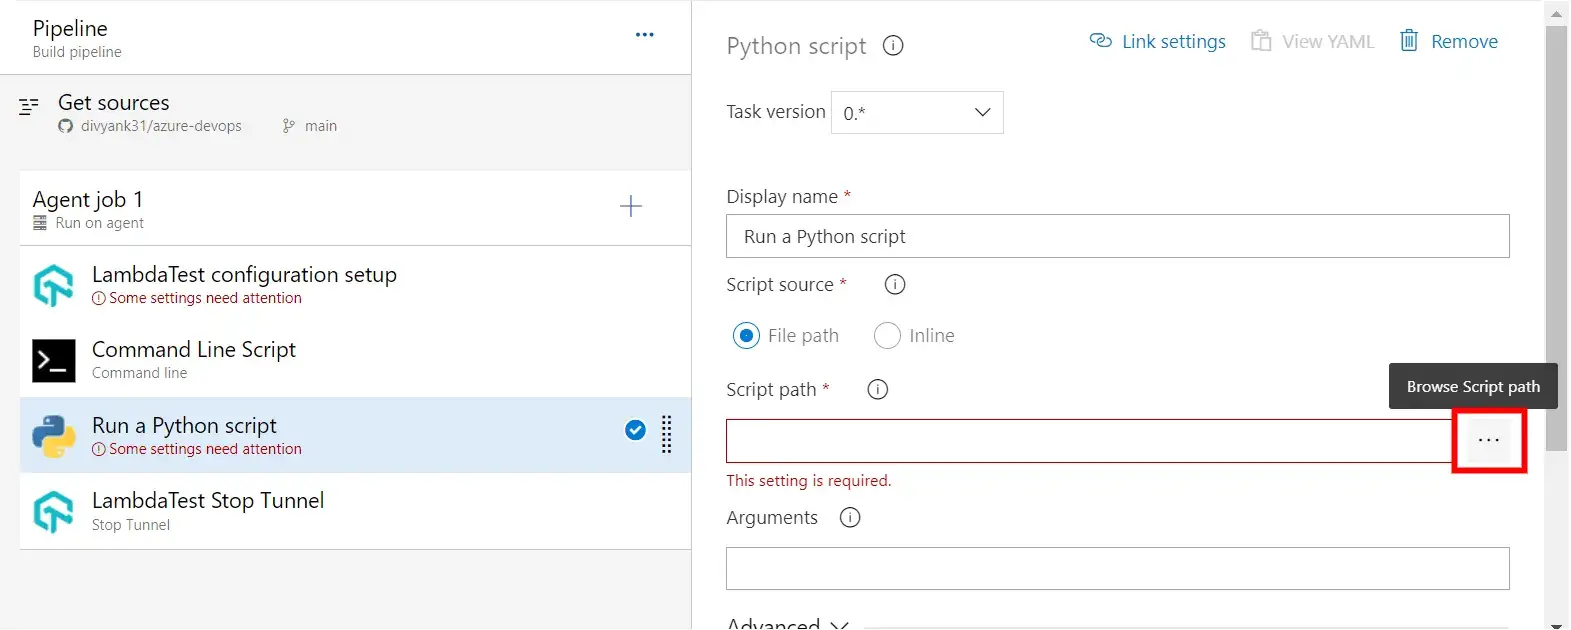 Pipeline
Build pipeline
Get sources
divyank31/azure-devops main
Agent job 1
Run on agent
LambdaTest configuration setup
Some settings need attention
Command Line Script
Command line
Run a Python script
Some settings need attention
LambdaTest Stop Tunnel
Stop Tunnel
Python script
Link settings View YAML Remove
Task version 0.*
Display name *
Run a Python script
Script source *
File path Inline
Script path *
Browse Script path
This setting is required.
Arguments
Advanced